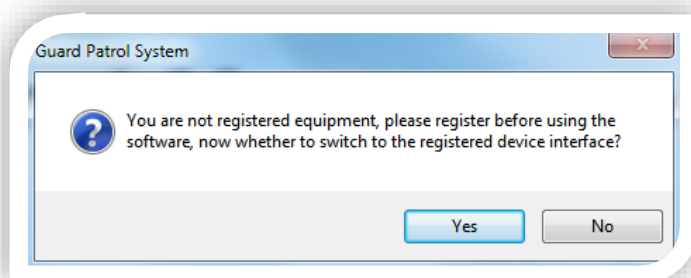 Guard Patrol System
You are not registered equipment, please register before using the
software, now whether to switch to the registered device interface?
Yes
No